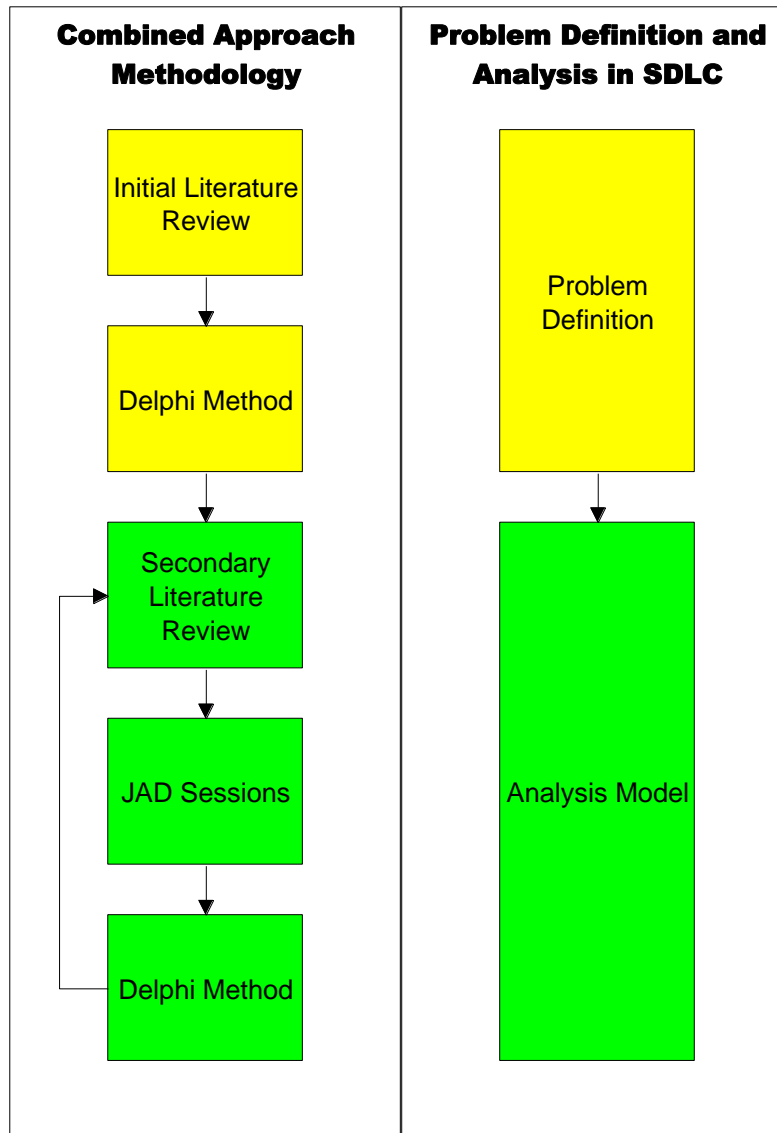 Combined Approach
Methodology
Initial Literature
Review
Delphi Method
Secondary
Literature
Review
JAD Sessions
Delphi Method
Problem Definition and
Analysis in SDLC
Problem
Definition
Analysis Model